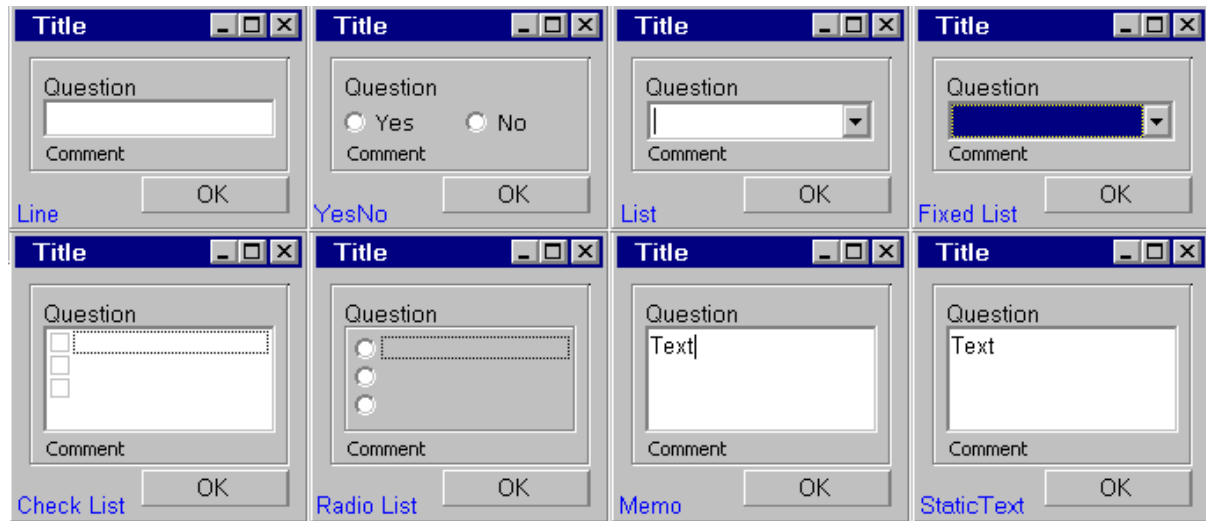 Title
Question
Comment
OK
Line
Title
Question
Yes No
Comment
OK
YesNo
Title
Question
Comment
OK
List
Title
Question
Comment
OK
Fixed List
Title
Question
Comment
OK
Check List
Title
Question
Comment
OK
Radio List
Title
Question
Text
Comment
OK
Memo
Title
Question
Text
Comment
OK
StaticText